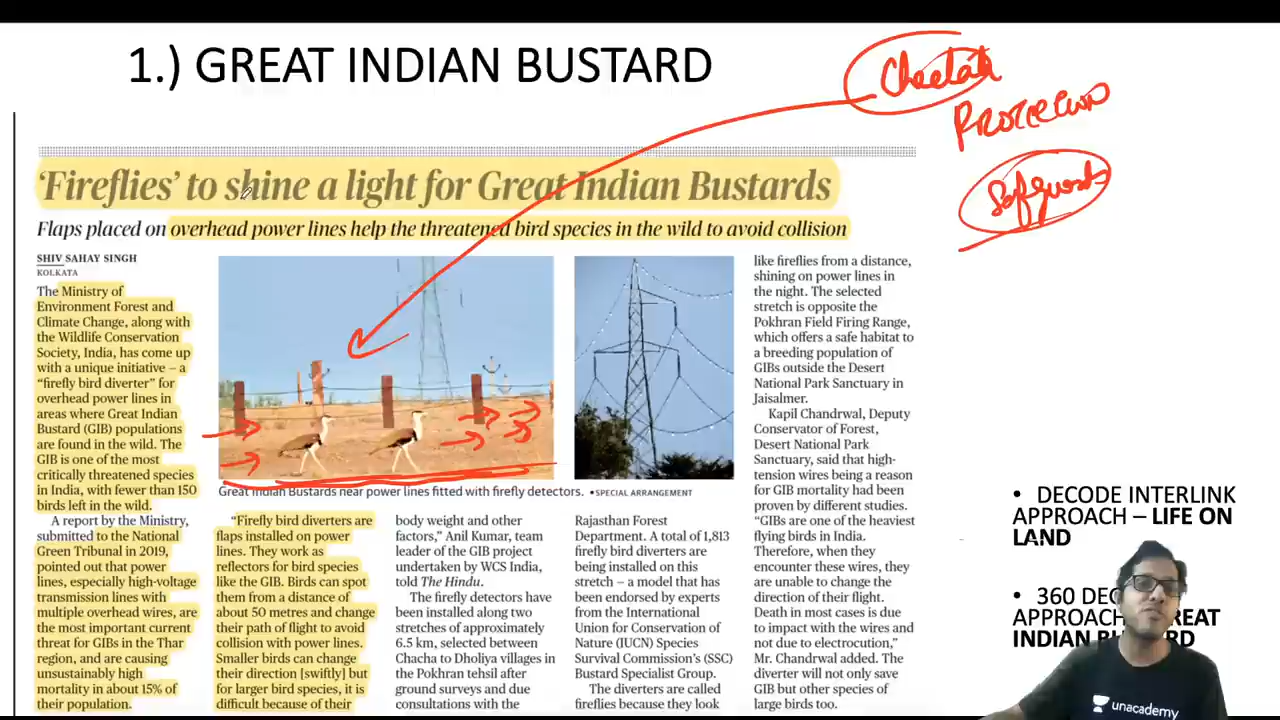 1.) GREAT INDIAN BUSTARD
Cheetah
PROTECTION
Safeguards
‘Fireflies’ to shine a light for Great Indian Bustards
Flaps placed on overhead power lines help the threatened bird species in the wild to avoid collision
SHIV SAHAY SINGH
KOLKATA
The Ministry of
Environment Forest and
Climate Change, along with
the Wildlife Conservation
Society, India, has come up
with a unique initiative – a
“firefly bird diverter” for
overhead power lines in
areas where Great Indian
Bustard (GIB) populations
are found in the wild. The
GIB is one of the most
critically threatened species
in India, with fewer than 150
birds left in the wild.
A report by the Ministry,
submitted to the National
Green Tribunal in 2019,
pointed out that power
lines, especially high-voltage
transmission lines with
multiple overhead wires, are
the most important current
threat for GIBs in the Thar
region, and are causing
unsustainably high
mortality in about 15% of
their population.
Great Indian Bustards near power lines fitted with firefly detectors. •SPECIAL ARRANGEMENT
“Firefly bird diverters are
flaps installed on power
lines. They work as
reflectors for bird species
like the GIB. Birds can spot
them from a distance of
about 50 metres and change
their path of flight to avoid
collision with power lines.
Smaller birds can change
their direction [swiftly] but
for larger bird species, it is
difficult because of their
body weight and other
factors,” Anil Kumar, team
leader of the GIB project
undertaken by WCS India,
told The Hindu.
The firefly detectors have
been installed along two
stretches of approximately
6.5 km, selected between
Chacha to Dholiya villages in
the Pokhran tehsil after
ground surveys and due
consultations with the
Rajasthan Forest
Department. A total of 1,813
firefly bird diverters are
being installed on this
stretch – a model that has
been endorsed by experts
from the International
Union for Conservation of
Nature (IUCN) Species
Survival Commission’s (SSC)
Bustard Specialist Group.
The diverters are called
fireflies because they look
like fireflies from a distance,
shining on power lines in
the night. The selected
stretch is opposite the
Pokhran Field Firing Range,
which offers a safe habitat to
a breeding population of
GIBs outside the Desert
National Park Sanctuary in
Jaisalmer.
Kapil Chandrwal, Deputy
Conservator of Forest,
Desert National Park
Sanctuary, said that high-
tension wires being a reason
for GIB mortality had been
proven by different studies.
“GIBs are one of the heaviest
flying birds in India.
Therefore, when they
encounter these wires, they
are unable to change the
direction of their flight.
Death in most cases is due
to impact with the wires and
not due to electrocution,”
Mr. Chandrwal added. The
diverter will not only save
GIB but other species of
large birds too.
• DECODE INTERLINK
APPROACH – LIFE ON
LAND
• 360 DEC
APPROACH
REAT
INDIAN BU
RD
unacademy